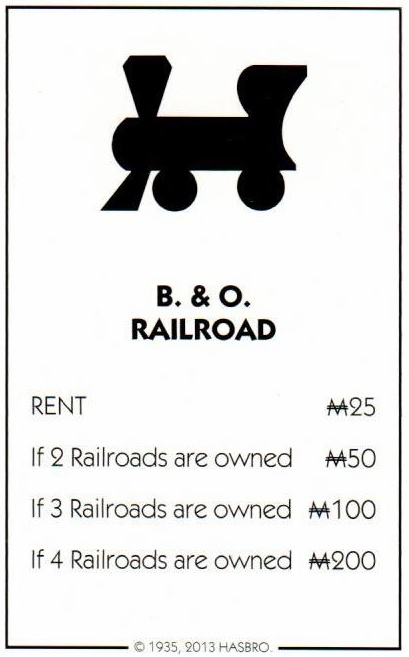 B. & O.
RAILROAD
RENT ₩25
If 2 Railroads are owned ₩50
If 3 Railroads are owned ₩100
If 4 Railroads are owned ₩200
© 1935, 2013 HASBRO.